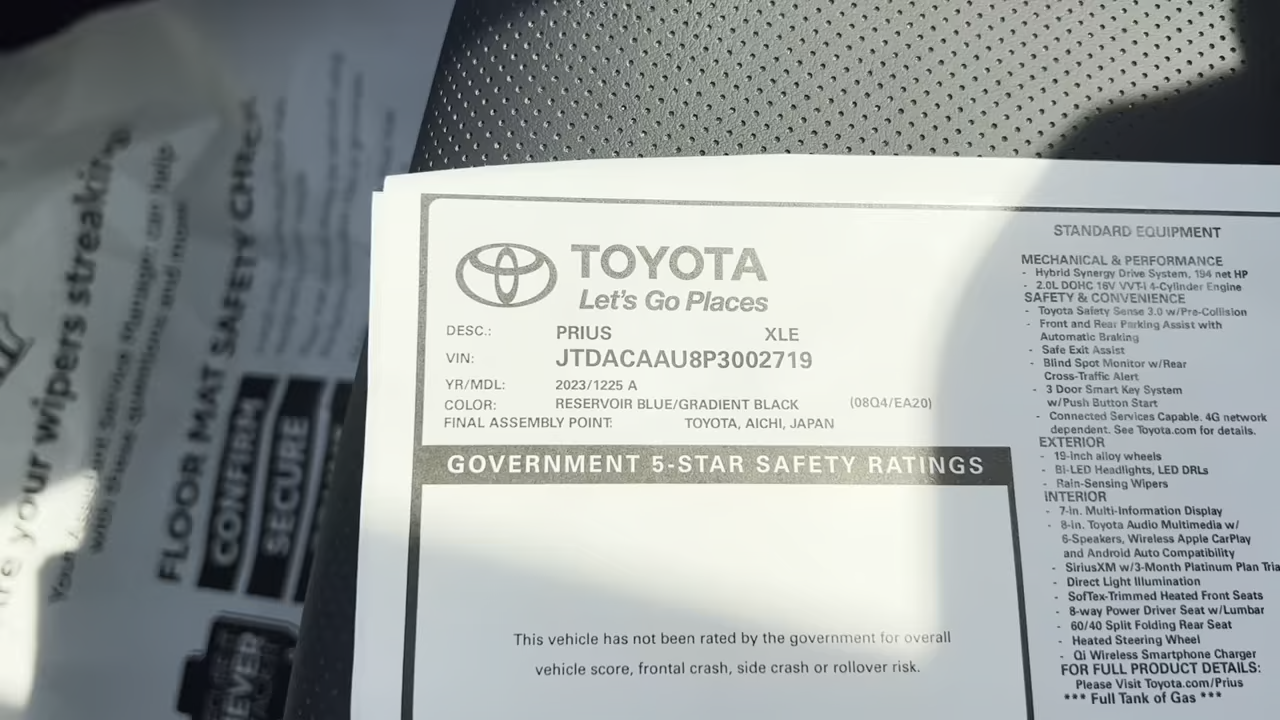 TOYOTA
Let's Go Places
DESC.: PRIUS XLE
VIN: JTDACAAU8P3002719
YR/MDL: 2023/1225 A
COLOR: RESERVOIR BLUE/GRADIENT BLACK (08Q4/EA20)
FINAL ASSEMBLY POINT: TOYOTA, AICHI, JAPAN
GOVERNMENT 5-STAR SAFETY RATINGS
This vehicle has not been rated by the government for overall
vehicle score, frontal crash, side crash or rollover risk.
STANDARD EQUIPMENT
MECHANICAL & PERFORMANCE
- Hybrid Synergy Drive System, 194 net HP
- 2.0L DOHC 16V VVT-i 4-Cylinder Engine
SAFETY & CONVENIENCE
- Toyota Safety Sense 3.0 w/Pre-Collision
- Front and Rear Parking Assist with
Automatic Braking
- Safe Exit Assist
- Blind Spot Monitor w/Rear
Cross-Traffic Alert
- 3 Door Smart Key System
w/Push Button Start
- Connected Services Capable. 4G network
dependent. See Toyota.com for details.
EXTERIOR
- 19-inch alloy wheels
- Bi-LED Headlights, LED DRLs
- Rain-Sensing Wipers
INTERIOR
- 7-in. Multi-Information Display
- 8-in. Toyota Audio Multimedia w/
6-Speakers, Wireless Apple CarPlay
and Android Auto Compatibility
- SiriusXM w/3-Month Platinum Plan Tria
- Direct Light Illumination
- SofTex-Trimmed Heated Front Seats
- 8-way Power Driver Seat w/Lumbar
- 60/40 Split Folding Rear Seat
- Heated Steering Wheel
- Qi Wireless Smartphone Charger
FOR FULL PRODUCT DETAILS:
Please Visit Toyota.com/Prius
*** Full Tank of Gas ***
your wipers streaking
Service Manager can help
and more
FLOOR MAT SAFETY CHECK
CONFIRM
SECURE
NEVER